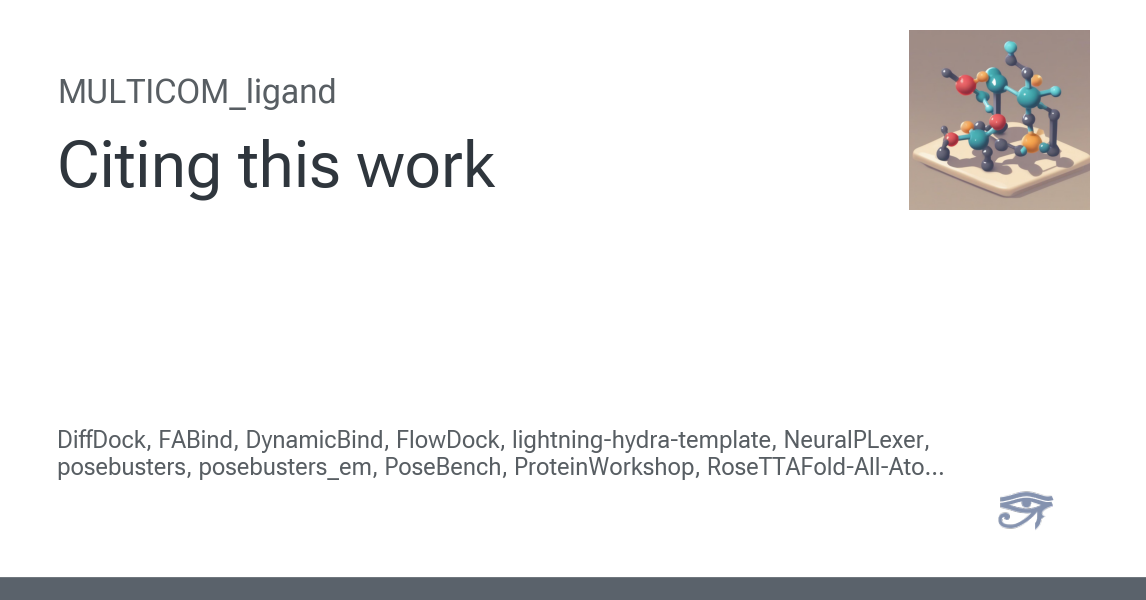 MULTICOM_ligand
Citing this work
DiffDock, FABind, DynamicBind, FlowDock, lightning-hydra-template, NeuralPLexer,
posebusters, posebusters_em, PoseBench, ProteinWorkshop, RoseTTAFold-All-Ato...